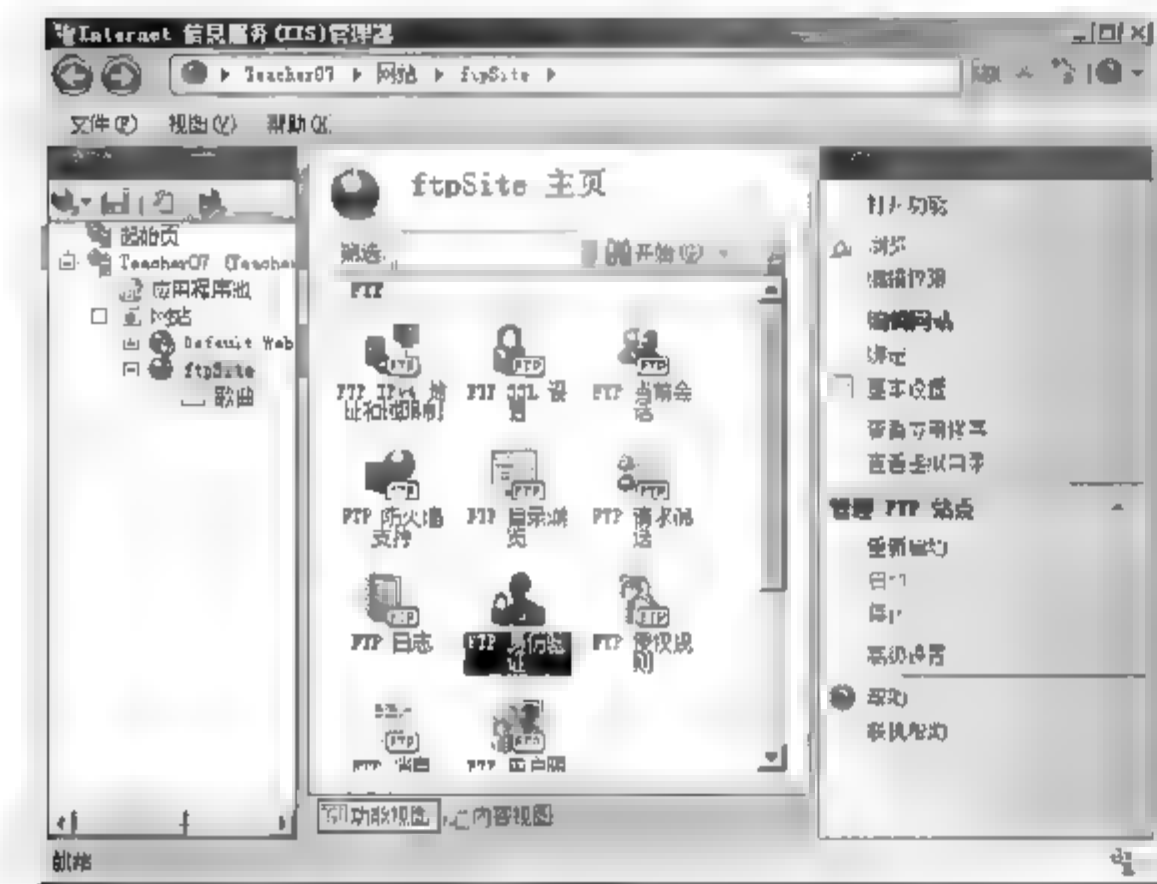 Internet 信息服务(IIS)管理器
Teacher07 网站 ftpSite
文件(F) 视图(V) 帮助(H)
起始页
Teacher07 (Teacher
应用程序池
网站
Default Web
ftpSite
歌曲
ftpSite 主页
筛选:
开始(G)
FTP
FTP IPv4 地
址和域限制
FTP SSL 设
置
FTP 当前会
话
FTP 防火墙
支持
FTP 目录浏
览
FTP 请求筛
选
FTP 日志
FTP 身份验
证
FTP 授权规
则
FTP 消息
FTP 用户隔
功能视图
内容视图
打开功能
浏览
编辑权限
编辑网站
绑定
基本设置
查看应用程序
查看虚拟目录
管理 FTP 站点
重新启动
启动
停止
高级设置
帮助
联机帮助
就绪